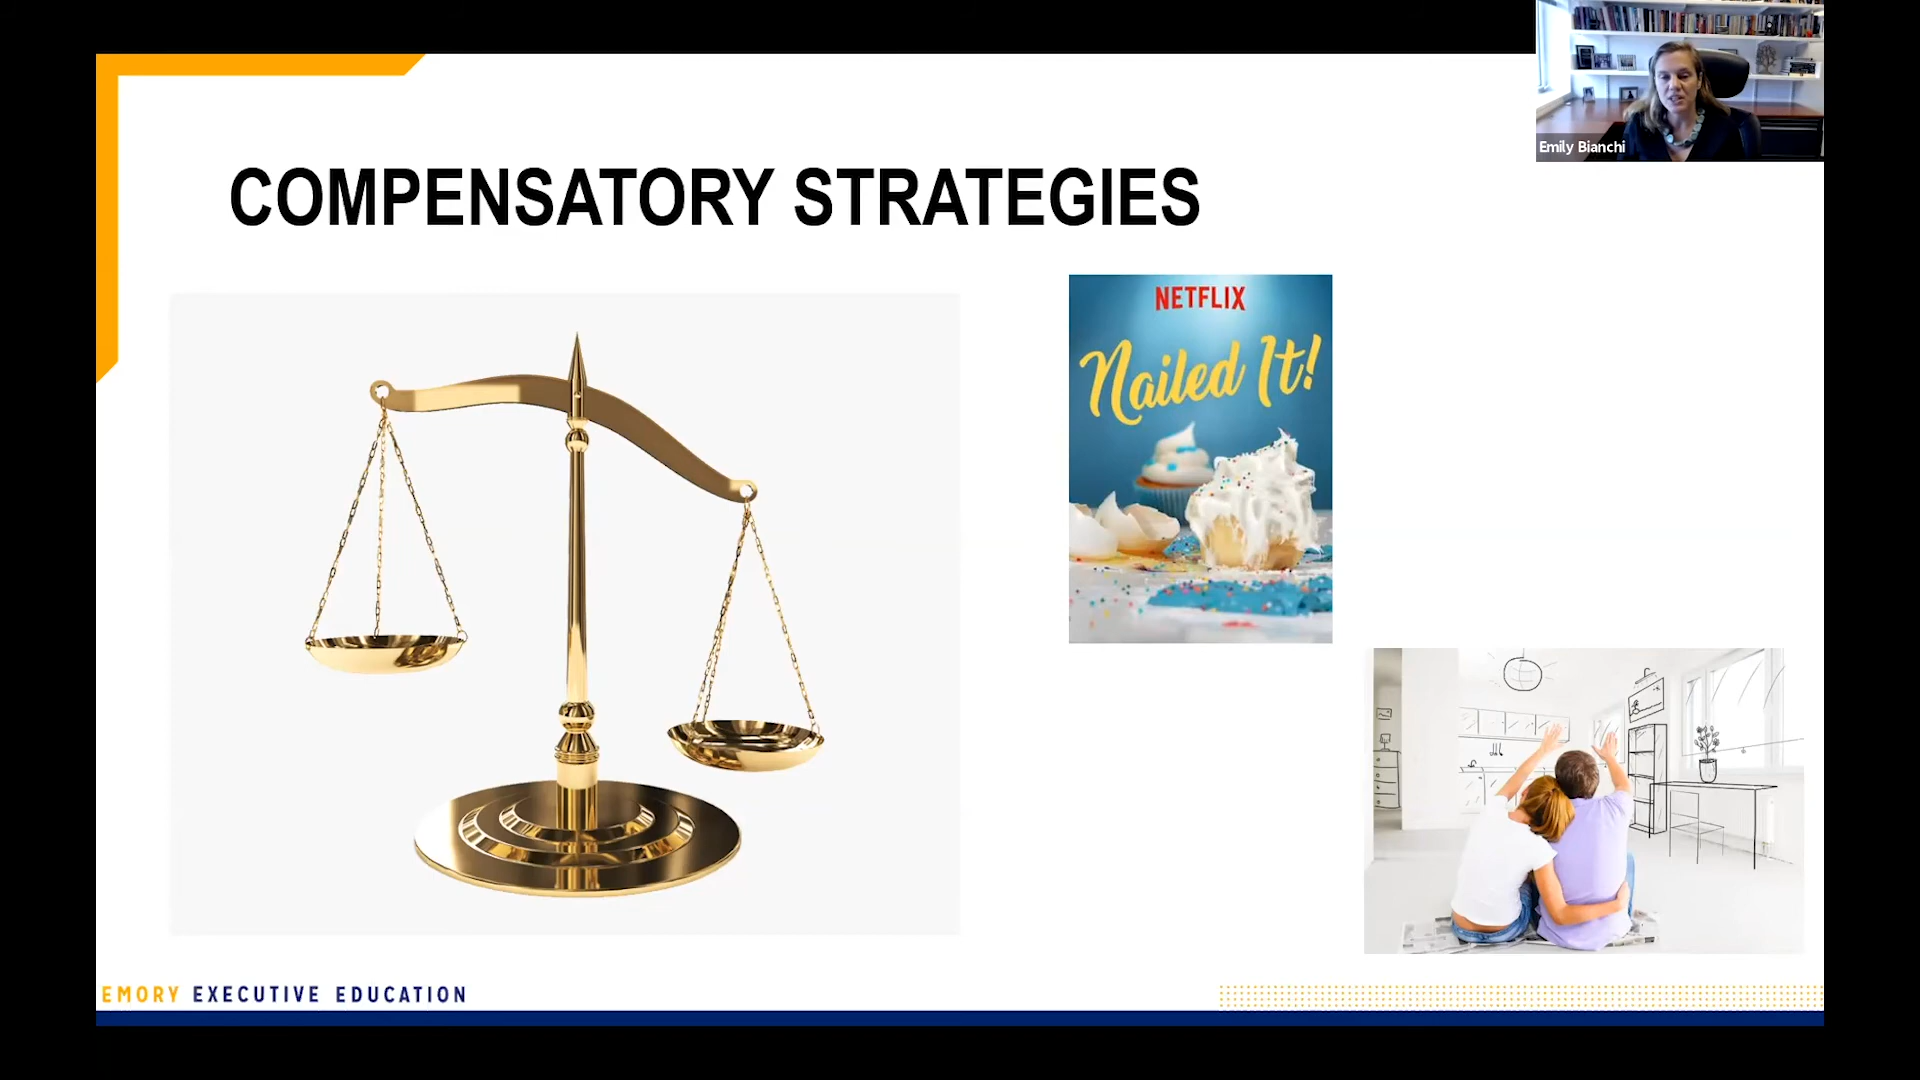 Emily Bianchi
COMPENSATORY STRATEGIES
NETFLIX
Nailed It!
EMORY EXECUTIVE EDUCATION